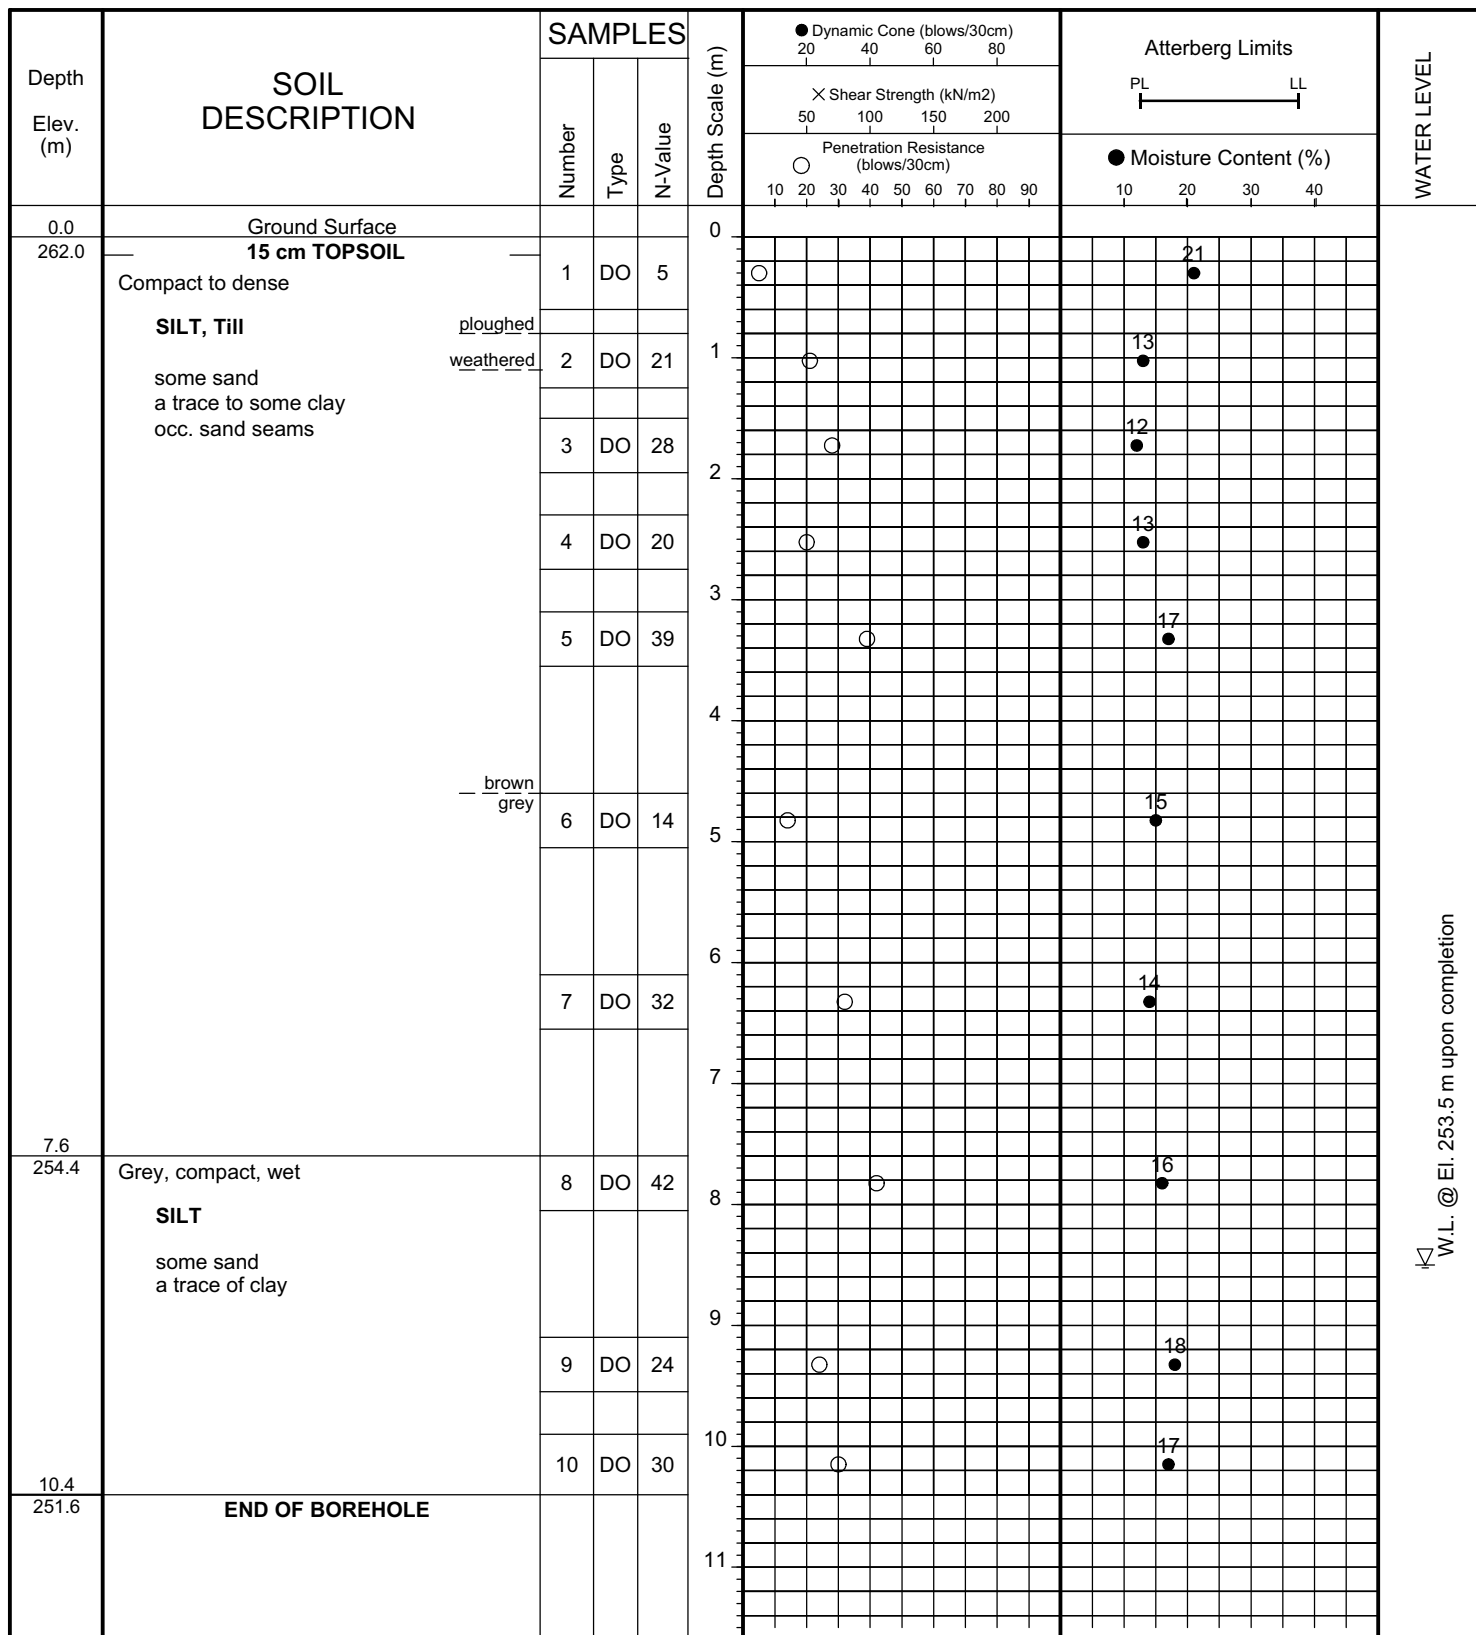 Depth
Elev.
(m)
SOIL
DESCRIPTION
SAMPLES
Number
Type
N-Value
Depth Scale (m)
Dynamic Cone (blows/30cm)
20 40 60 80
Shear Strength (kN/m2)
50 100 150 200
Penetration Resistance
(blows/30cm)
10 20 30 40 50 60 70 80 90
Atterberg Limits
PL LL
Moisture Content (%)
10 20 30 40
WATER LEVEL
0.0 Ground Surface 0
262.0 15 cm TOPSOIL
1 DO 5 21
Compact to dense
SILT, Till ploughed
weathered 2 DO 21 1 13
some sand
a trace to some clay
occ. sand seams
3 DO 28 12
2
4 DO 20 13
3
5 DO 39 17
4
brown
grey
6 DO 14 15
5
6
7 DO 32 14
7
7.6
254.4 Grey, compact, wet
8 DO 42 16
8
SILT
some sand
a trace of clay
W.L. @ El. 253.5 m upon completion
9
9 DO 24 18
10
10 DO 30 17
10.4
251.6 END OF BOREHOLE
11